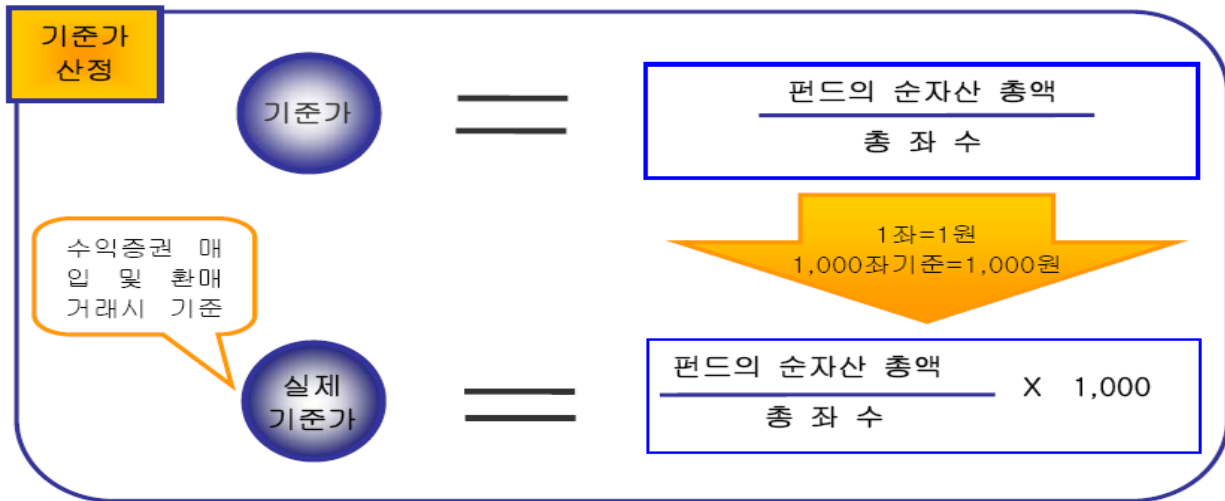 기준가
산정
기준가
펀드의 순자산 총액
총 좌 수
1좌=1원
1,000좌기준=1,000원
수익증권 매
입 및 환매
거래시 기준
실제
기준가
펀드의 순자산 총액
총 좌 수
X 1,000